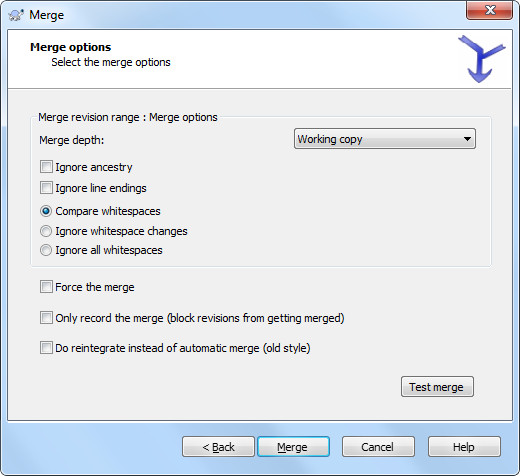 Merge
Merge options
Select the merge options
Merge revision range : Merge options
Merge depth:
Working copy
Ignore ancestry
Ignore line endings
Compare whitespaces
Ignore whitespace changes
Ignore all whitespaces
Force the merge
Only record the merge (block revisions from getting merged)
Do reintegrate instead of automatic merge (old style)
Test merge
< Back Merge Cancel Help